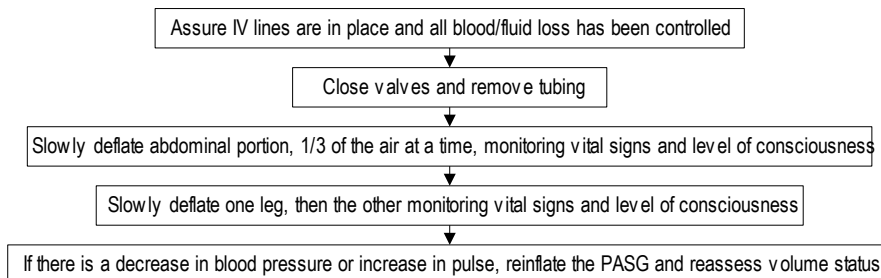 Assure IV lines are in place and all blood/fluid loss has been controlled
Close valves and remove tubing
Slowly deflate abdominal portion, 1/3 of the air at a time, monitoring vital signs and level of consciousness
Slowly deflate one leg, then the other monitoring vital signs and level of consciousness
If there is a decrease in blood pressure or increase in pulse, reinflate the PASG and reassess volume status